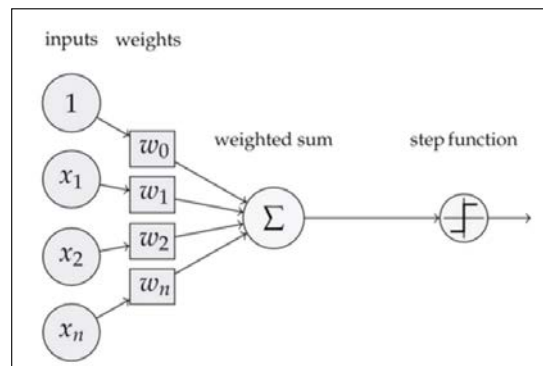 inputs weights
1
w₀
weighted sum
step function
x₁
w₁
Σ
x₂
w₂
xₙ
wₙ